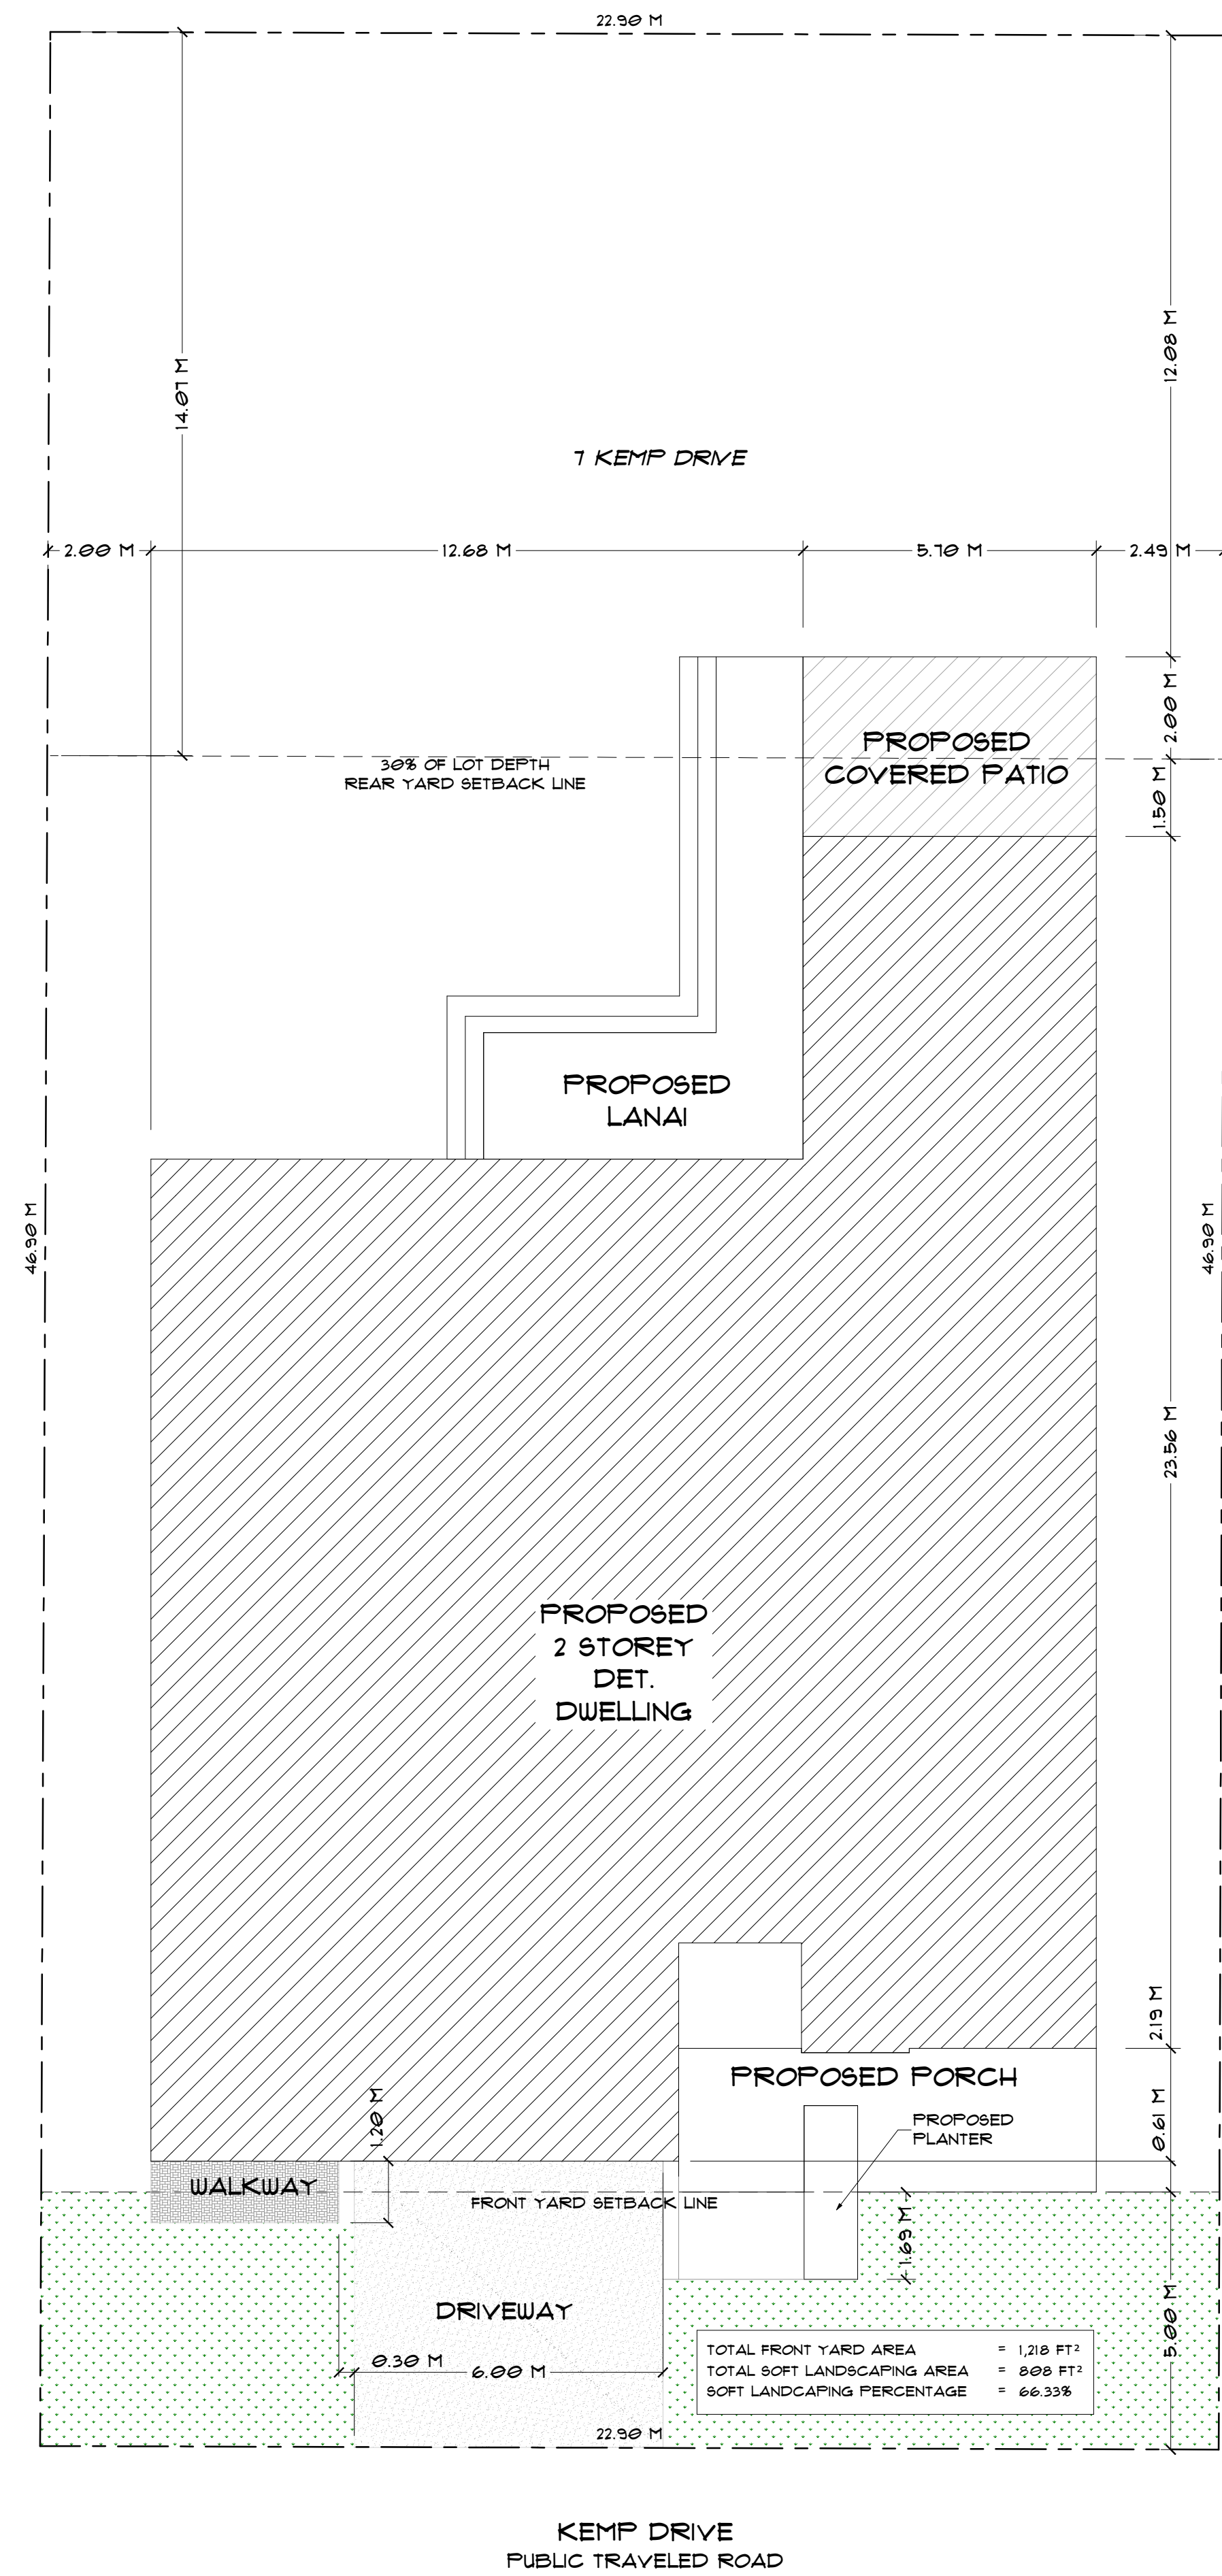 22.90 M
12.08 M
14.07 M
7 KEMP DRIVE
2.00 M
12.68 M
5.70 M
2.49 M
2.00 M
PROPOSED
COVERED PATIO
30% OF LOT DEPTH
REAR YARD SETBACK LINE
1.50 M
PROPOSED
LANAI
46.90 M
46.90 M
23.56 M
PROPOSED
2 STOREY
DET.
DWELLING
2.19 M
PROPOSED PORCH
1.20 M
0.61 M
PROPOSED
PLANTER
WALKWAY
FRONT YARD SETBACK LINE
1.69 M
DRIVEWAY
5.00 M
0.30 M
6.00 M
TOTAL FRONT YARD AREA = 1,218 FT²
TOTAL SOFT LANDSCAPING AREA = 808 FT²
SOFT LANDCAPING PERCENTAGE = 66.33%
22.90 M
KEMP DRIVE
PUBLIC TRAVELED ROAD